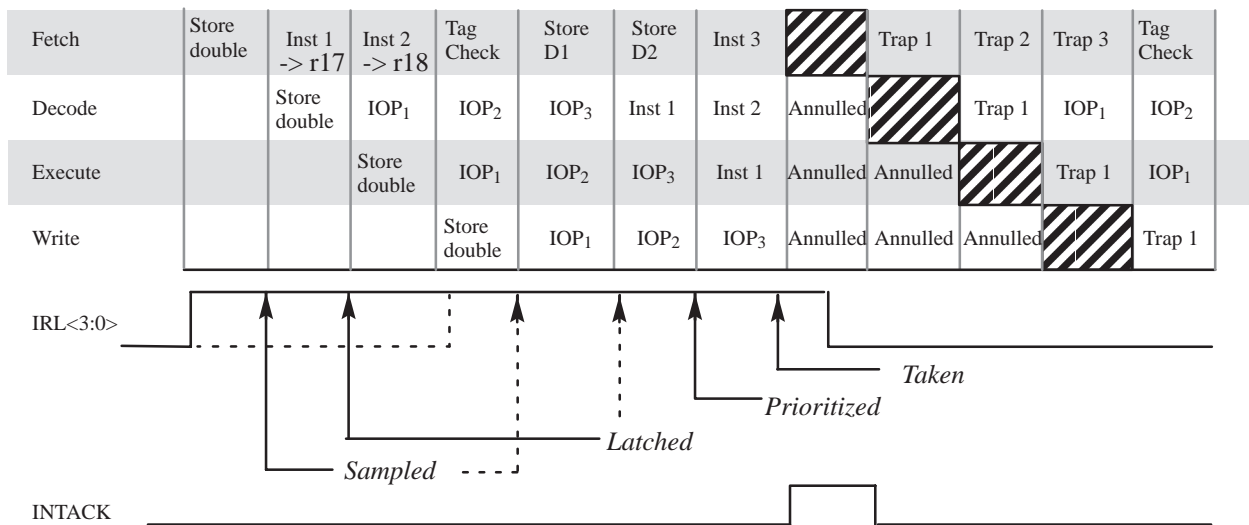 Fetch Store double Inst 1 -> r17 Inst 2 -> r18 Tag Check Store D1 Store D2 Inst 3 Trap 1 Trap 2 Trap 3 Tag Check
Decode Store double IOP1 IOP2 IOP3 Inst 1 Inst 2 Annulled Trap 1 IOP1 IOP2
Execute Store double IOP1 IOP2 IOP3 Inst 1 Annulled Annulled Trap 1 IOP1
Write Store double IOP1 IOP2 IOP3 Annulled Annulled Annulled Trap 1
IRL<3:0>
Taken
Prioritized
Latched
Sampled
INTACK